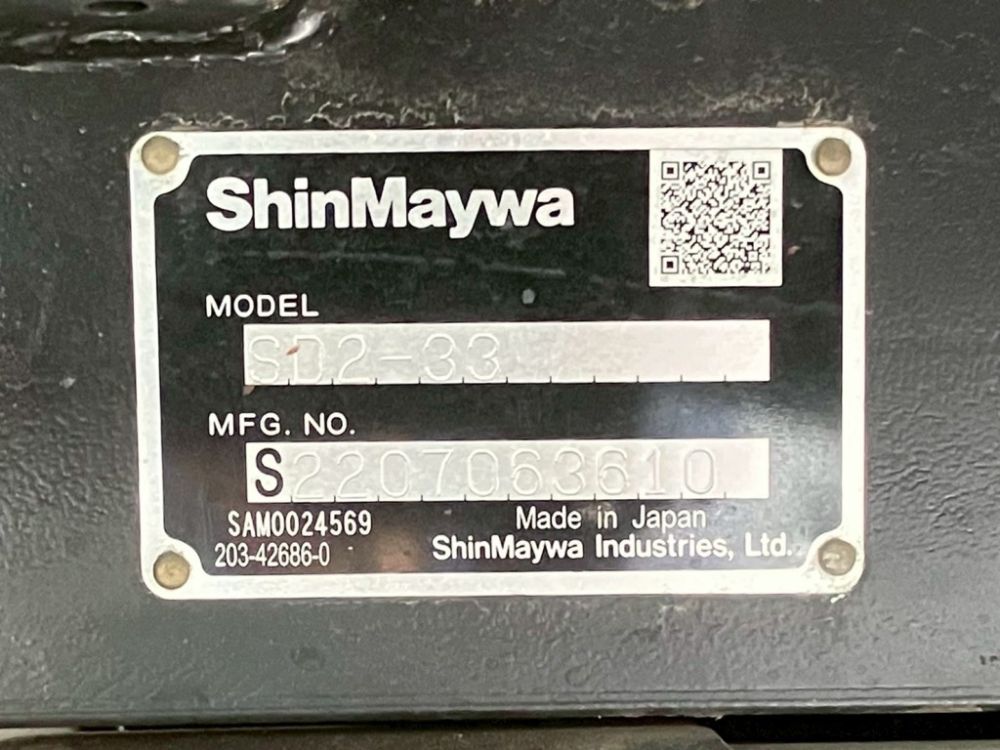 ShinMaywa
MODEL
SD2-33
MFG. NO.
S2207063610
SAM0024569
Made in Japan
203-42686-0
ShinMaywa Industries, Ltd.